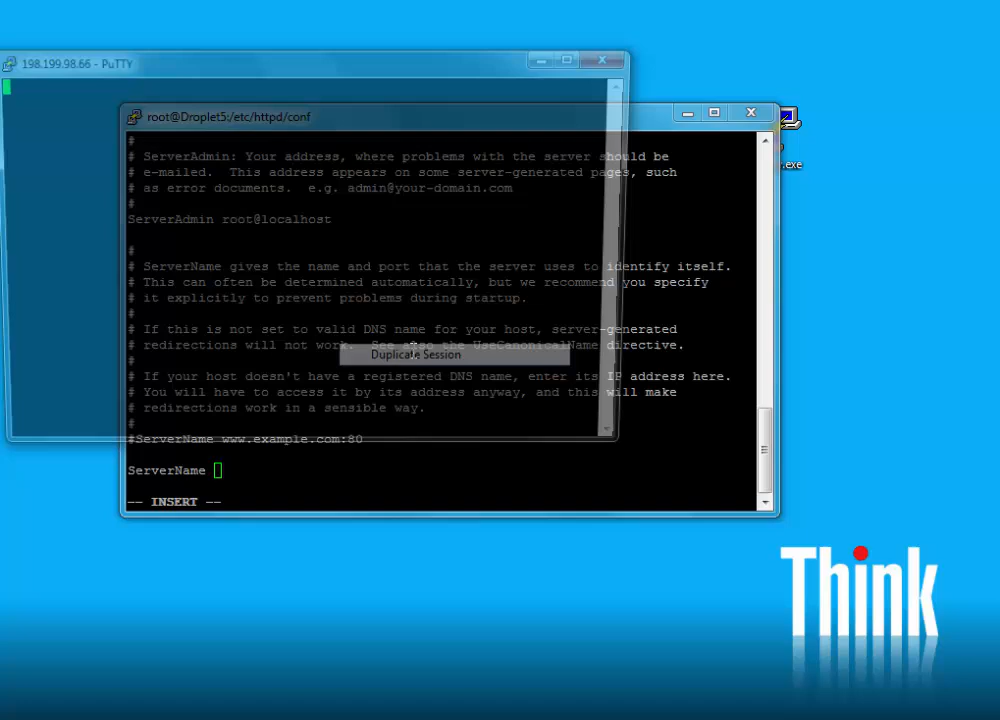 198.199.98.66 - PuTTY
root@Droplet5:/etc/httpd/conf
#
# ServerAdmin: Your address, where problems with the server should be
# e-mailed.  This address appears on some server-generated pages, such
# as error documents.  e.g. admin@your-domain.com
#
ServerAdmin root@localhost
#
# ServerName gives the name and port that the server uses to identify itself.
# This can often be determined automatically, but we recommend you specify
# it explicitly to prevent problems during startup.
#
# If this is not set to valid DNS name for your host, server-generated
# redirections will not work.  See also the UseCanonicalName directive.
Duplicate Session
#
# If your host doesn't have a registered DNS name, enter its IP address here.
# You will have to access it by its address anyway, and this will make
# redirections work in a sensible way.
#
#ServerName www.example.com:80
ServerName
-- INSERT --
.exe
Think